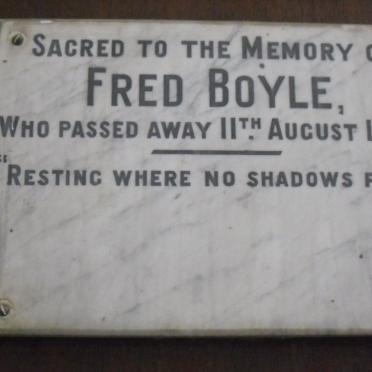 SACRED TO THE MEMORY
FRED BOYLE,
WHO PASSED AWAY 11TH. AUGUST
"RESTING WHERE NO SHADOWS